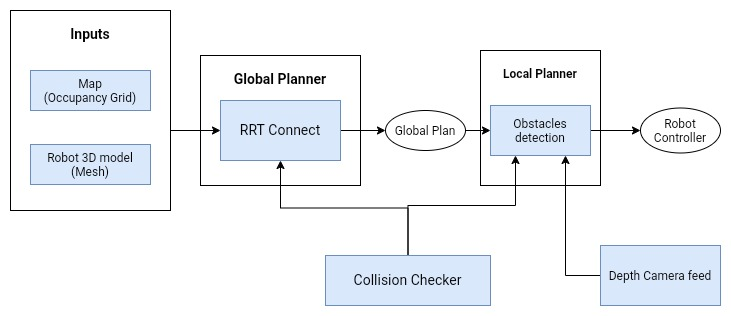 Inputs
Map
(Occupancy Grid)
Robot 3D model
(Mesh)
Global Planner
RRT Connect
Global Plan
Local Planner
Obstacles
detection
Robot
Controller
Collision Checker
Depth Camera feed